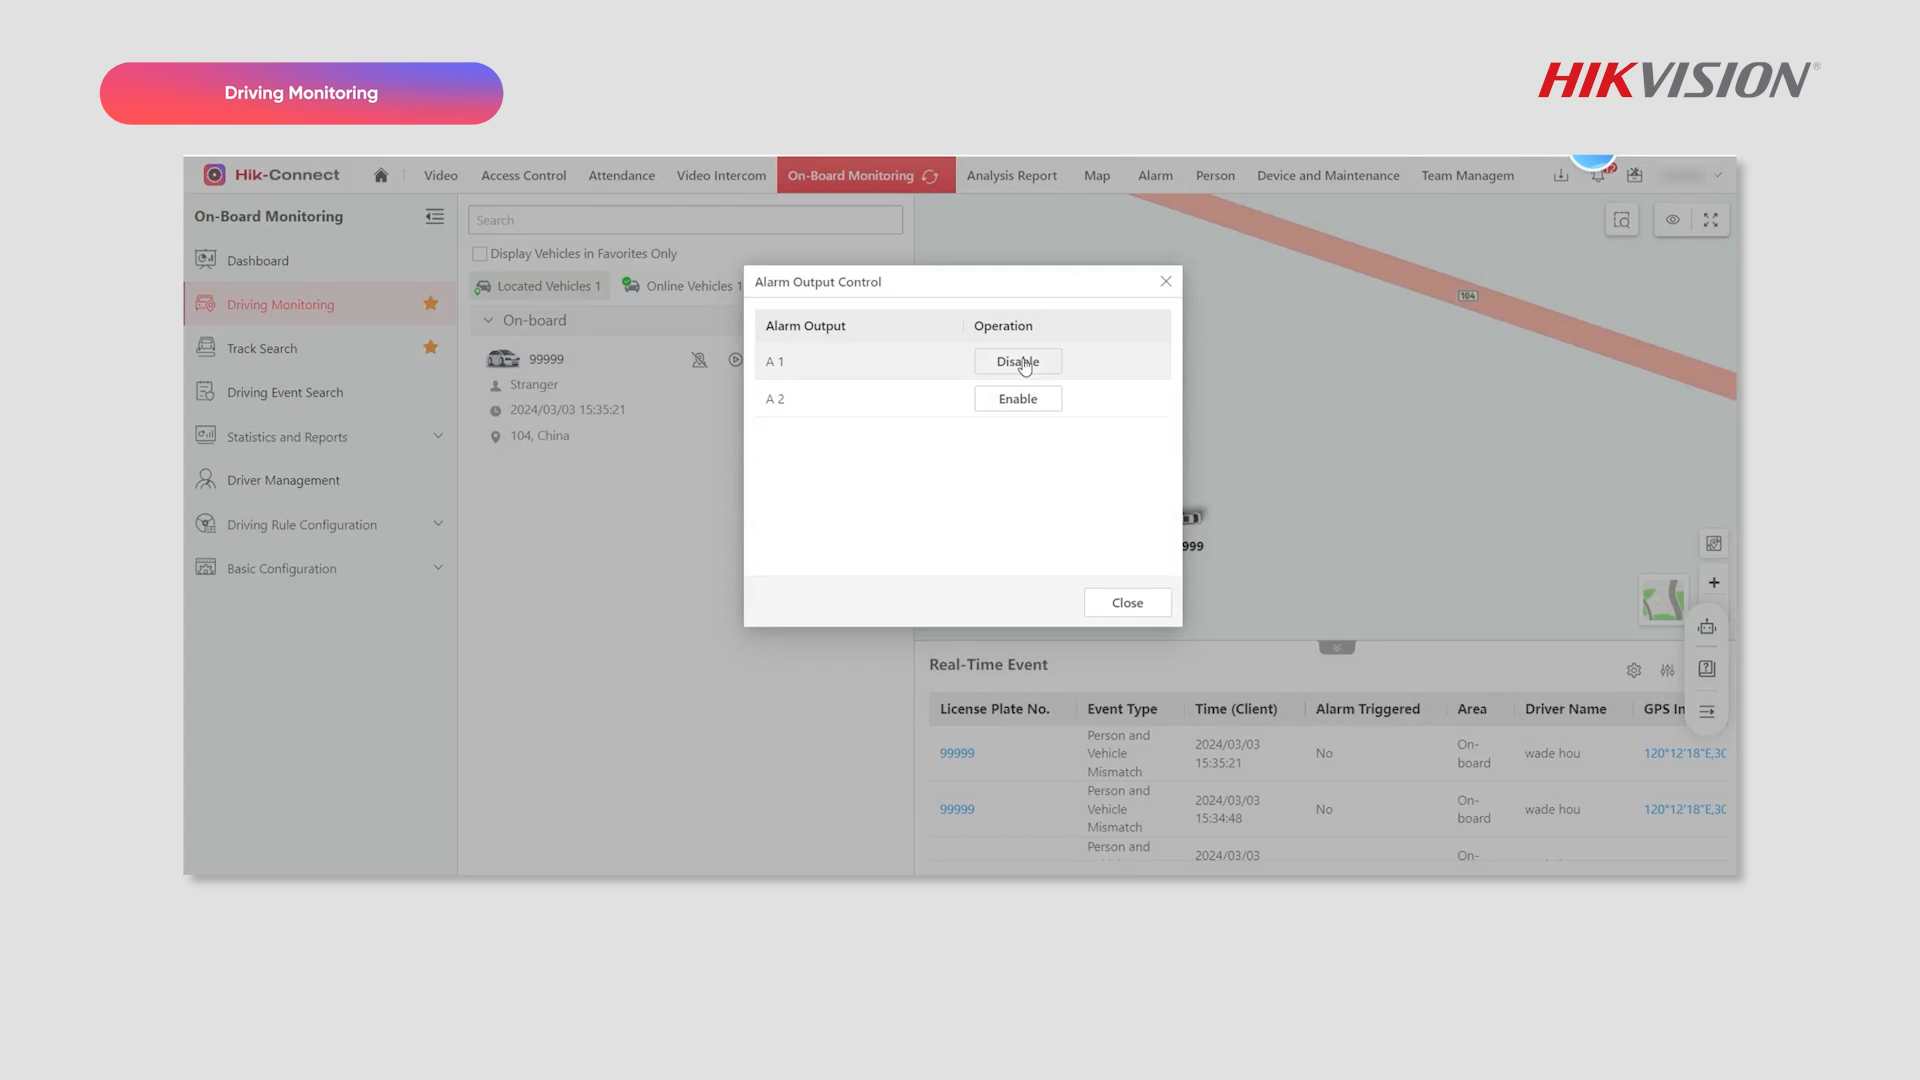 Driving Monitoring
HIKVISION®
Hik-Connect
Video
Access Control
Attendance
Video Intercom
On-Board Monitoring
Analysis Report
Map
Alarm
Person
Device and Maintenance
Team Managem
On-Board Monitoring
Dashboard
Driving Monitoring
Track Search
Driving Event Search
Statistics and Reports
Driver Management
Driving Rule Configuration
Basic Configuration
Search
Display Vehicles in Favorites Only
Located Vehicles 1
Online Vehicles 1
On-board
99999
Stranger
2024/03/03 15:35:21
104, China
Alarm Output Control
Alarm Output
Operation
A 1
Disable
A 2
Enable
Close
104
999
Real-Time Event
License Plate No.
Event Type
Time (Client)
Alarm Triggered
Area
Driver Name
GPS In
99999
Person and
Vehicle
Mismatch
2024/03/03
15:35:21
No
On-
board
wade hou
120°12'18"E,30
99999
Person and
Vehicle
Mismatch
2024/03/03
15:34:48
No
On-
board
wade hou
120°12'18"E,30
Person and
2024/03/03
On-